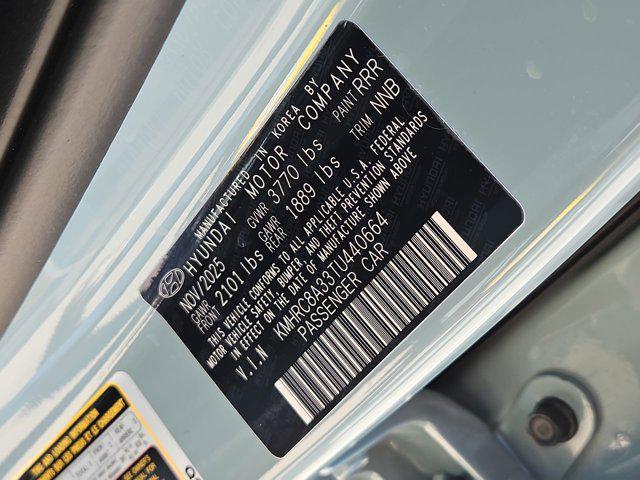 MANUFACTURED IN KOREA BY
HYUNDAI MOTOR COMPANY
NOV/2025 GVWR 3770 lbs PAINT RRR
GAWR FRONT 2101 lbs GAWR REAR 1889 lbs TRIM NNB
THIS VEHICLE CONFORMS TO ALL APPLICABLE U.S.A. FEDERAL
MOTOR VEHICLE SAFETY, BUMPER, AND THEFT PREVENTION STANDARDS
IN EFFECT ON THE DATE OF MANUFACTURE SHOWN ABOVE
V.I.N KMHRC8A33TU440664
PASSENGER CAR